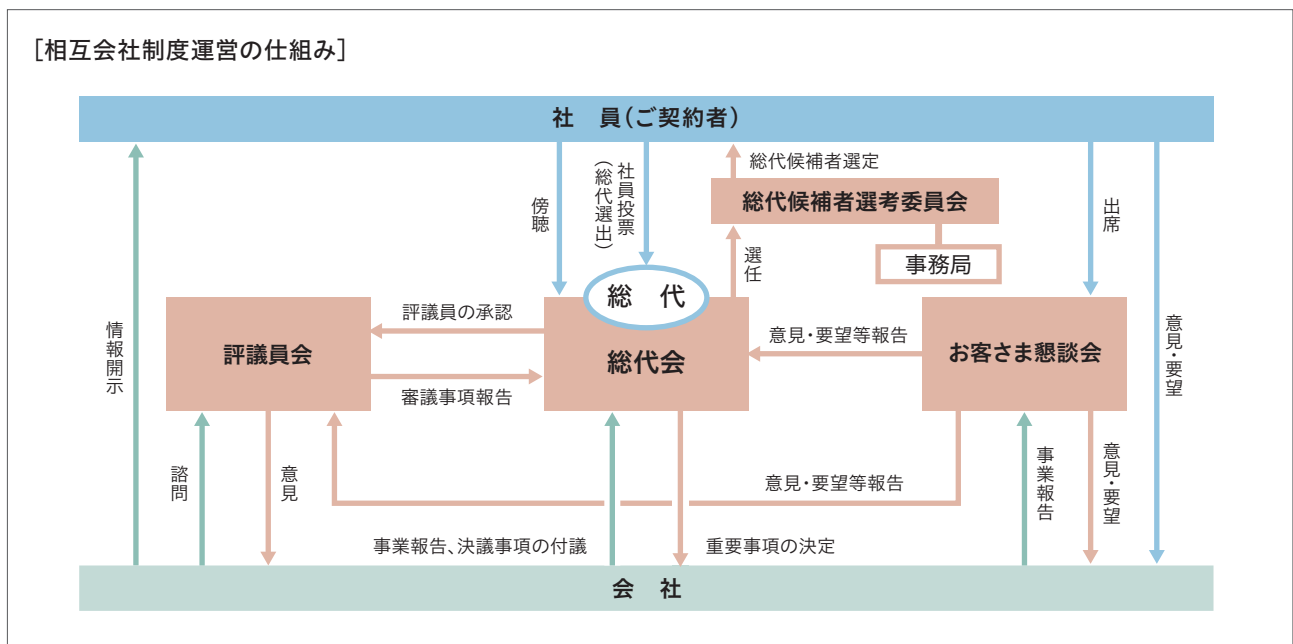 ［相互会社制度運営の仕組み］
社　員（ご契約者）
総代候補者選定
社員投票
（総代選出）
傍聴
総代候補者選考委員会
出席
選任
事務局
総　代
情報開示
評議員の承認
意見・要望等報告
意見・要望
評議員会
総代会
お客さま懇談会
審議事項報告
諮問
意見
意見・要望等報告
事業報告
意見・要望
事業報告、決議事項の付議
重要事項の決定
会　社